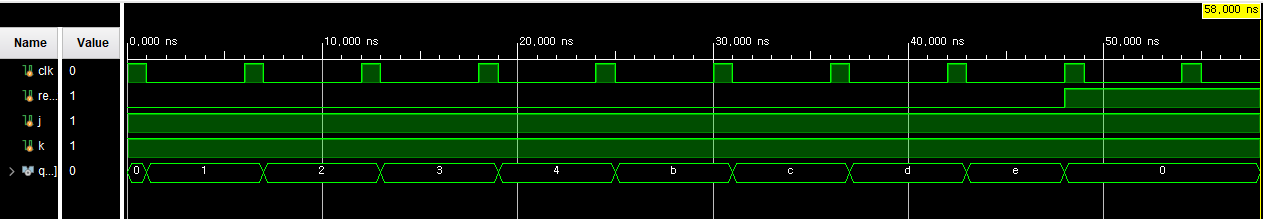 58,000 ns
Name Value
0,000 ns 10,000 ns 20,000 ns 30,000 ns 40,000 ns 50,000 ns
clk 0
re... 1
j 1
k 1
q...] 0 0 1 2 3 4 b c d e 0